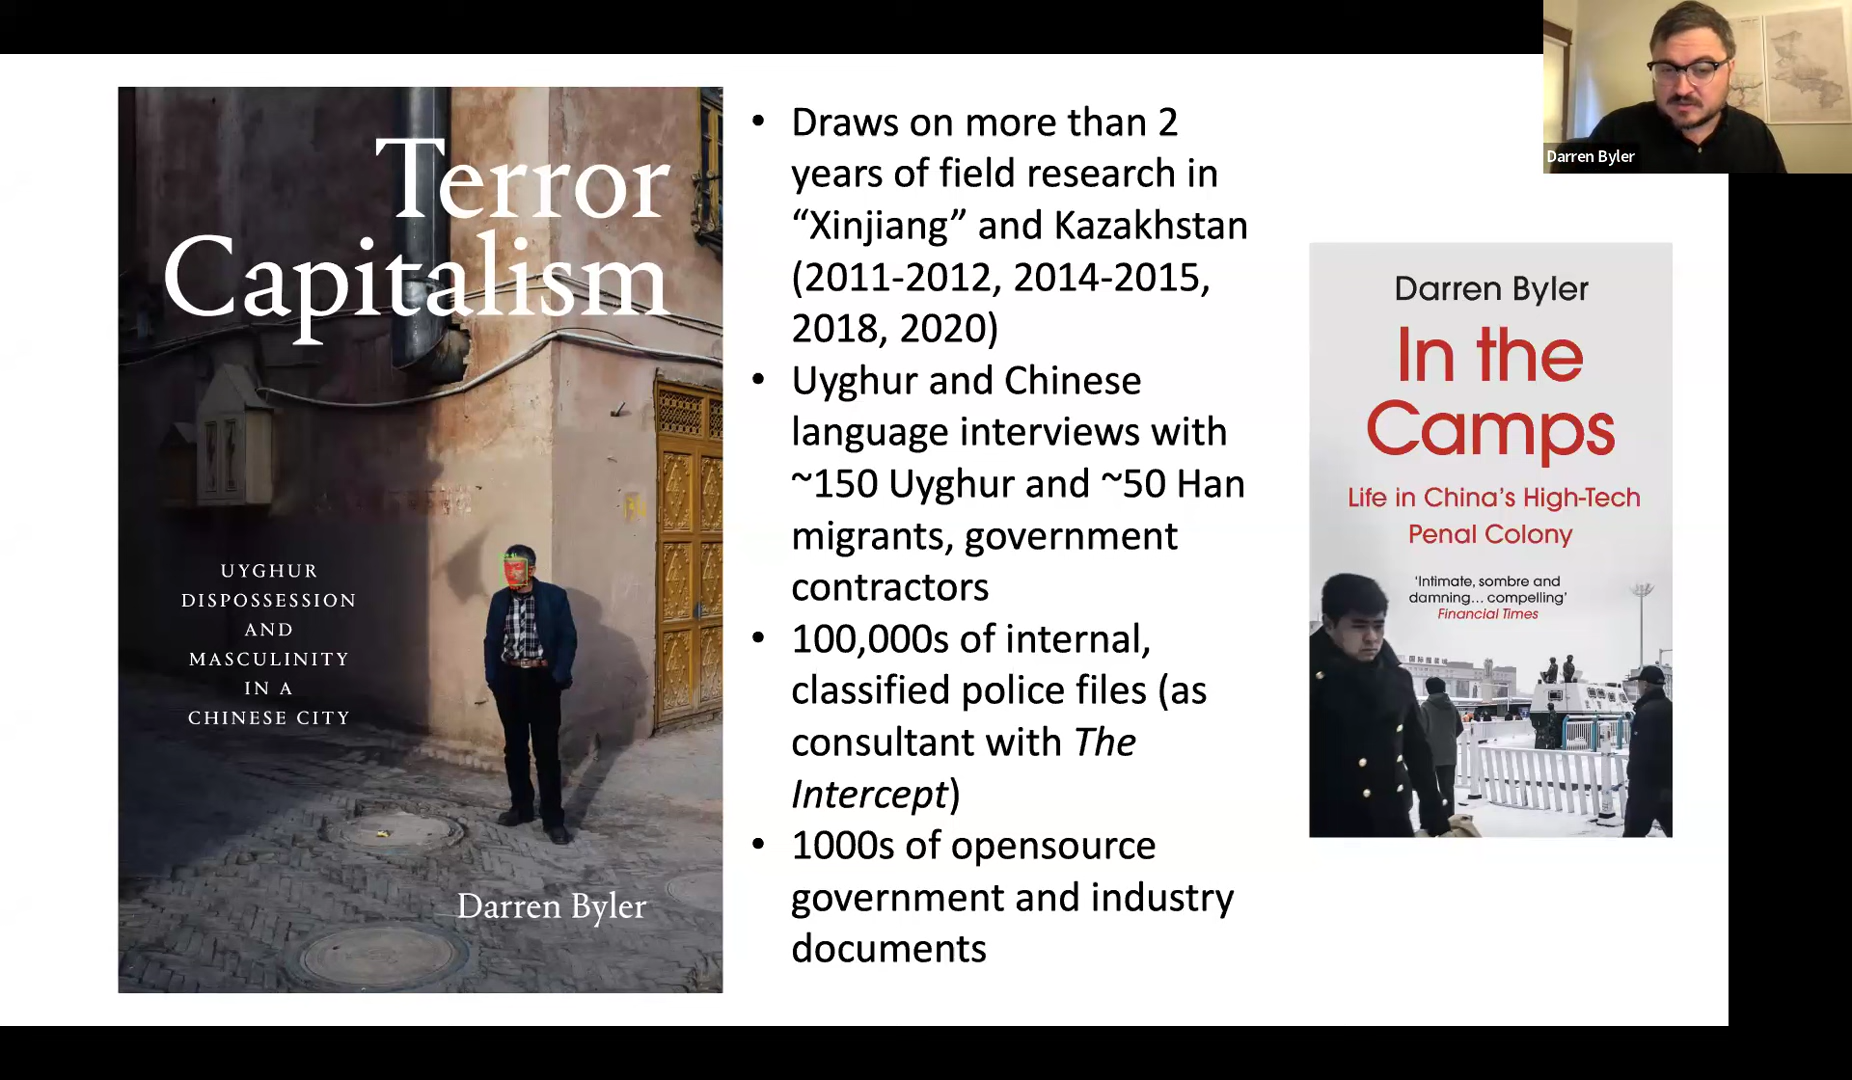 Terror
Capitalism
UYGHUR
DISPOSSESSION
AND
MASCULINITY
IN A
CHINESE CITY
Darren Byler
• Draws on more than 2
years of field research in
“Xinjiang” and Kazakhstan
(2011-2012, 2014-2015,
2018, 2020)
• Uyghur and Chinese
language interviews with
~150 Uyghur and ~50 Han
migrants, government
contractors
• 100,000s of internal,
classified police files (as
consultant with The
Intercept)
• 1000s of opensource
government and industry
documents
Darren Byler
In the
Camps
Life in China’s High-Tech
Penal Colony
‘Intimate, sombre and
damning... compelling’
Financial Times
Darren Byler